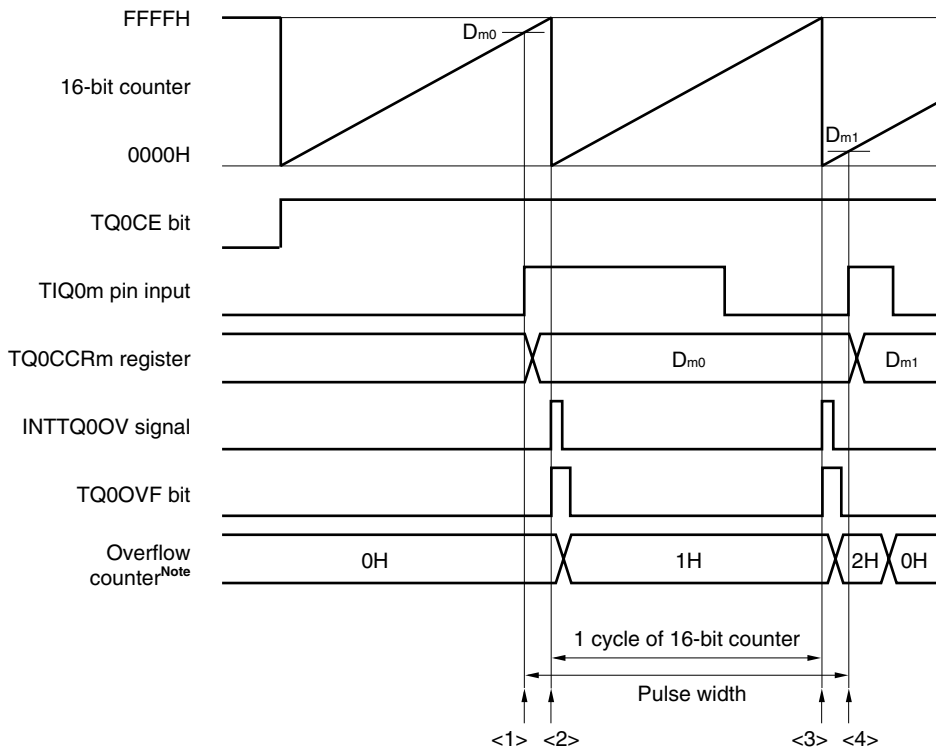 FFFFH
Dm0
16-bit counter
Dm1
0000H
TQ0CE bit
TIQ0m pin input
TQ0CCRm register
Dm0
Dm1
INTTQ0OV signal
TQ0OVF bit
Overflow
counterNote
0H
1H
2H
0H
1 cycle of 16-bit counter
Pulse width
<1>
<2>
<3>
<4>